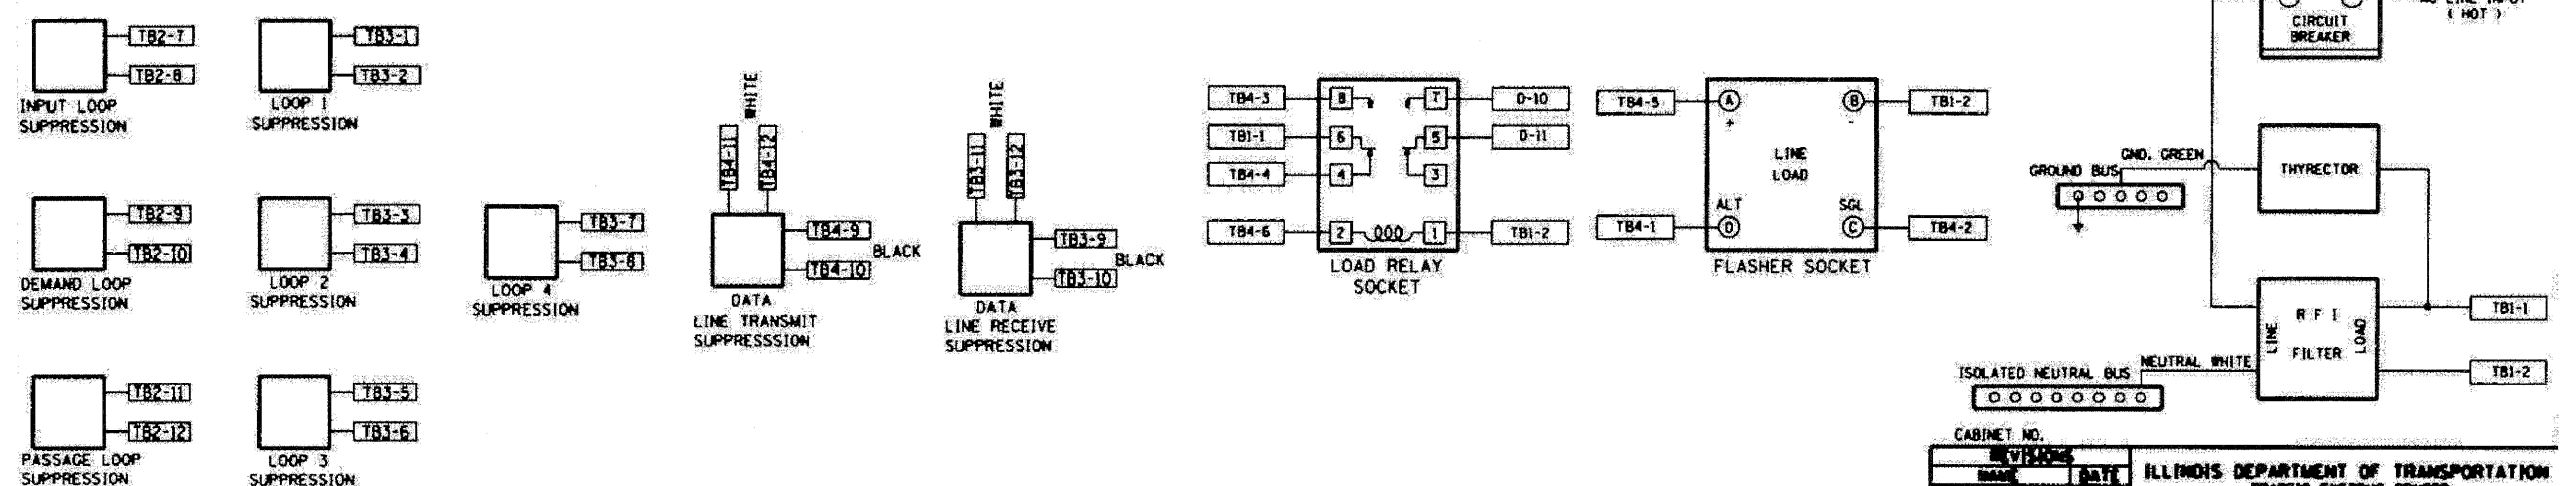 TB2-7
TB2-8
INPUT LOOP
SUPPRESSION
TB3-1
TB3-2
LOOP 1
SUPPRESSION
TB2-9
TB2-10
DEMAND LOOP
SUPPRESSION
TB3-3
TB3-4
LOOP 2
SUPPRESSION
TB3-7
TB3-8
LOOP 4
SUPPRESSION
TB2-11
TB2-12
PASSAGE LOOP
SUPPRESSION
TB3-5
TB3-6
LOOP 3
SUPPRESSION
WHITE
TB4-11
TB4-12
TB4-9
TB4-10
BLACK
DATA
LINE TRANSMIT
SUPPRESSSION
WHITE
TB3-11
TB3-12
TB3-9
TB3-10
BLACK
DATA
LINE RECEIVE
SUPPRESSION
TB4-3
TB1-1
TB4-4
TB4-6
8
6
4
2
7
5
3
1
D-10
D-11
TB1-2
LOAD RELAY
SOCKET
TB4-5
TB4-1
A
+
B
-
LINE
LOAD
ALT
D
SGL
C
TB1-2
TB4-2
FLASHER SOCKET
( HOT )
CIRCUIT
BREAKER
GND. GREEN
GROUND BUS
THYRECTOR
LINE
R F I
FILTER
LOAD
TB1-1
TB1-2
NEUTRAL WHITE
ISOLATED NEUTRAL BUS
CABINET NO.
REVISIONS
NAME
DATE
ILLINOIS DEPARTMENT OF TRANSPORTATION